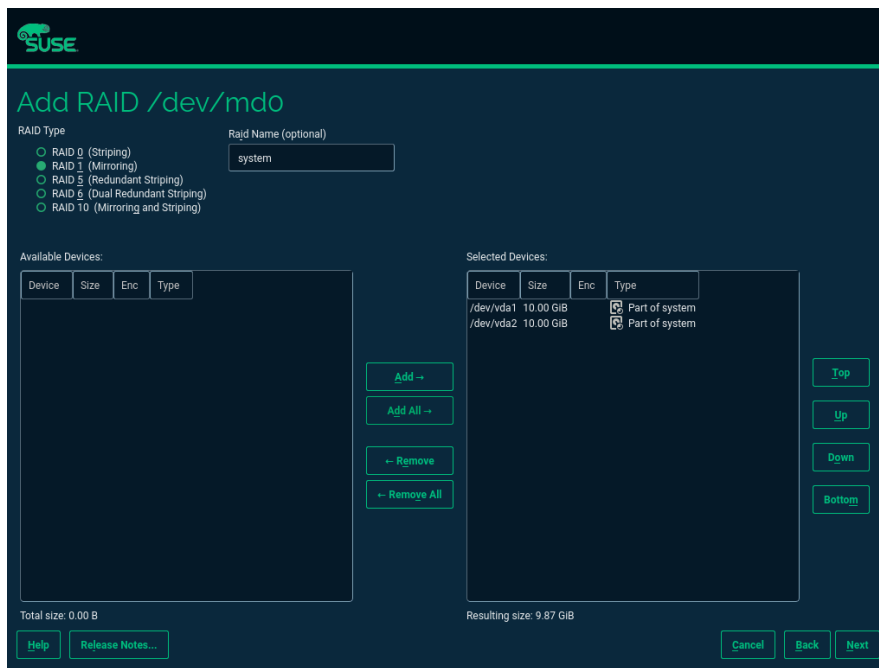 SUSE
Add RAID /dev/md0
RAID Type
RAID 0 (Striping)
RAID 1 (Mirroring)
RAID 5 (Redundant Striping)
RAID 6 (Dual Redundant Striping)
RAID 10 (Mirroring and Striping)
Raid Name (optional)
system
Available Devices:
Device Size Enc Type
Total size: 0.00 B
Add →
Add All →
← Remove
← Remove All
Selected Devices:
Device Size Enc Type
/dev/vda1 10.00 GiB Part of system
/dev/vda2 10.00 GiB Part of system
Resulting size: 9.87 GiB
Top
Up
Down
Bottom
Help Release Notes... Cancel Back Next